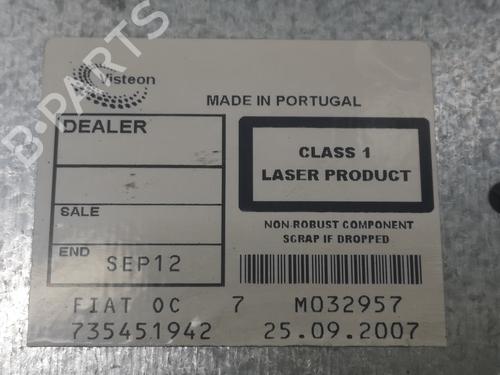 Visteon
MADE IN PORTUGAL
DEALER
CLASS 1
LASER PRODUCT
SALE
NON-ROBUST COMPONENT
SCRAP IF DROPPED
END SEP12
FIAT OC 7 M032957
735451942 25.09.2007
B-PARTS